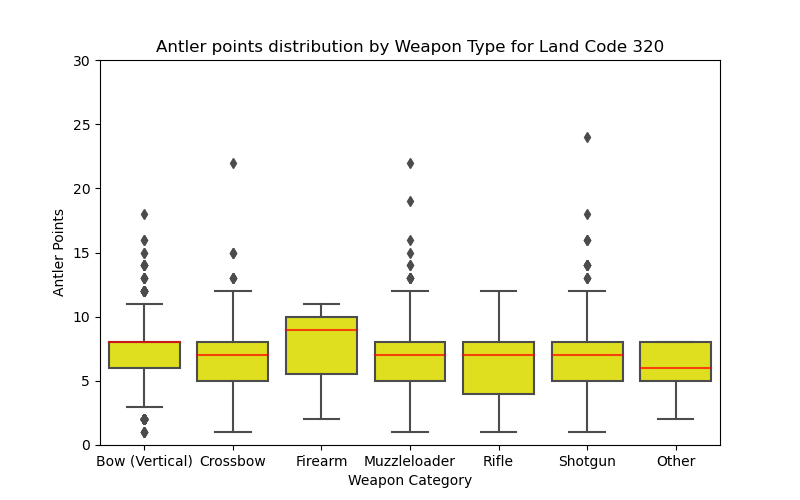 Antler points distribution by Weapon Type for Land Code 320
30
25
20
15
10
5
0
Antler Points
Bow (Vertical) Crossbow Firearm Muzzleloader Rifle Shotgun Other
Weapon Category